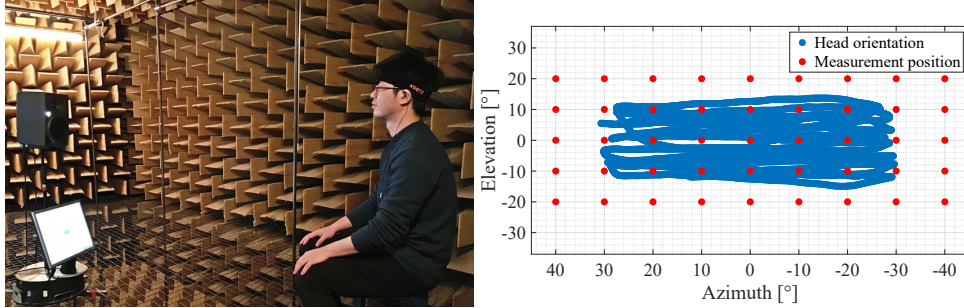 Head orientation
Measurement position
Elevation [°]
30
20
10
0
-10
-20
-30
40 30 20 10 0 -10 -20 -30 -40
Azimuth [°]